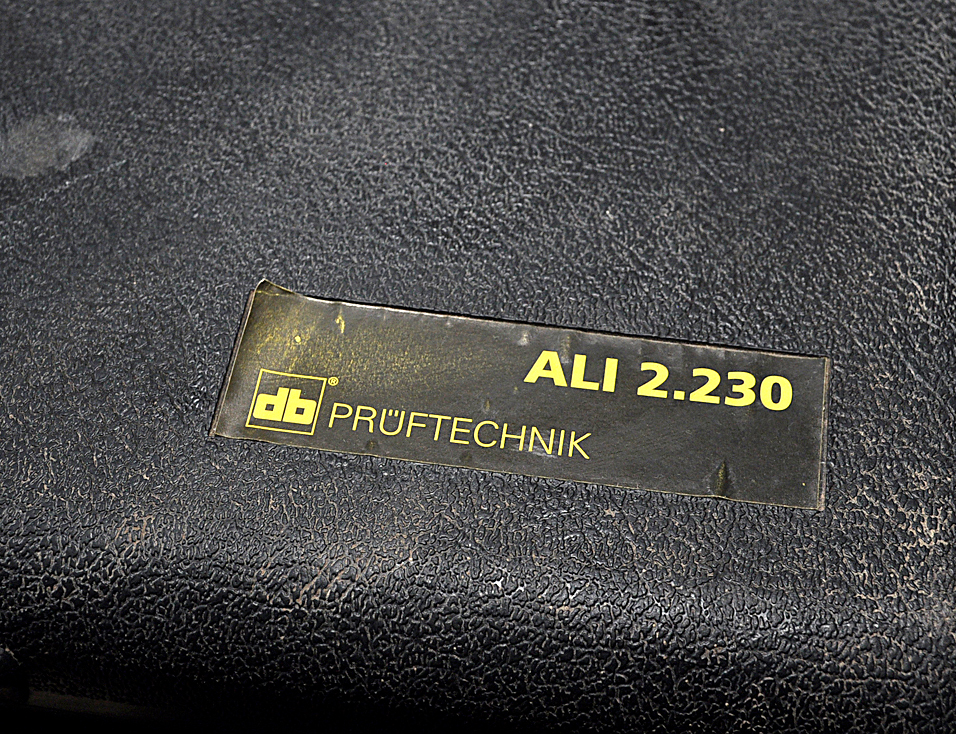 ALI 2.230
db® PRÜFTECHNIK